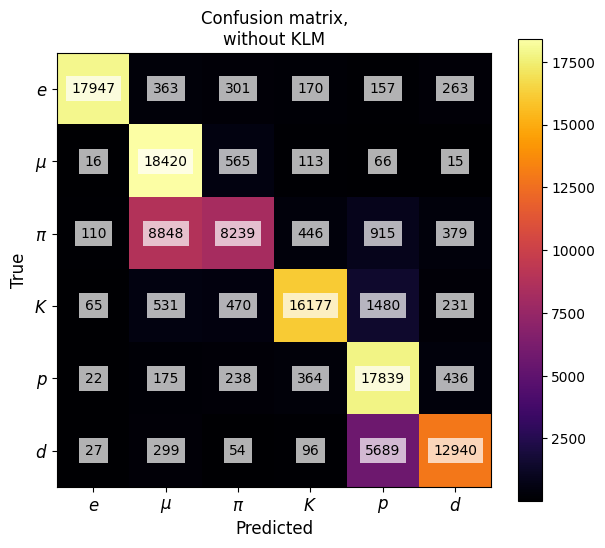 Confusion matrix,
without KLM
True
e 17947 363 301 170 157 263
μ 16 18420 565 113 66 15
π 110 8848 8239 446 915 379
K 65 531 470 16177 1480 231
p 22 175 238 364 17839 436
d 27 299 54 96 5689 12940
e μ π K p d
Predicted
17500
15000
12500
10000
7500
5000
2500